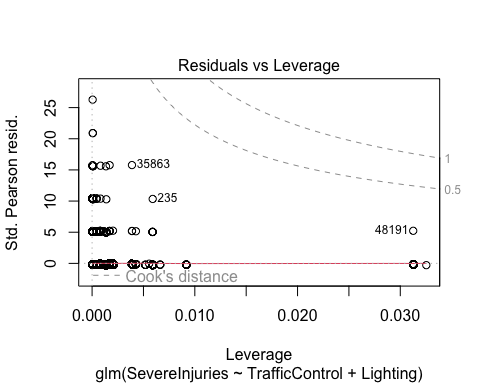 Residuals vs Leverage
Std. Pearson resid.
25
20
15
10
5
0
35863
235
48191
1
0.5
Cook's distance
0.000 0.010 0.020 0.030
Leverage
glm(SevereInjuries ~ TrafficControl + Lighting)